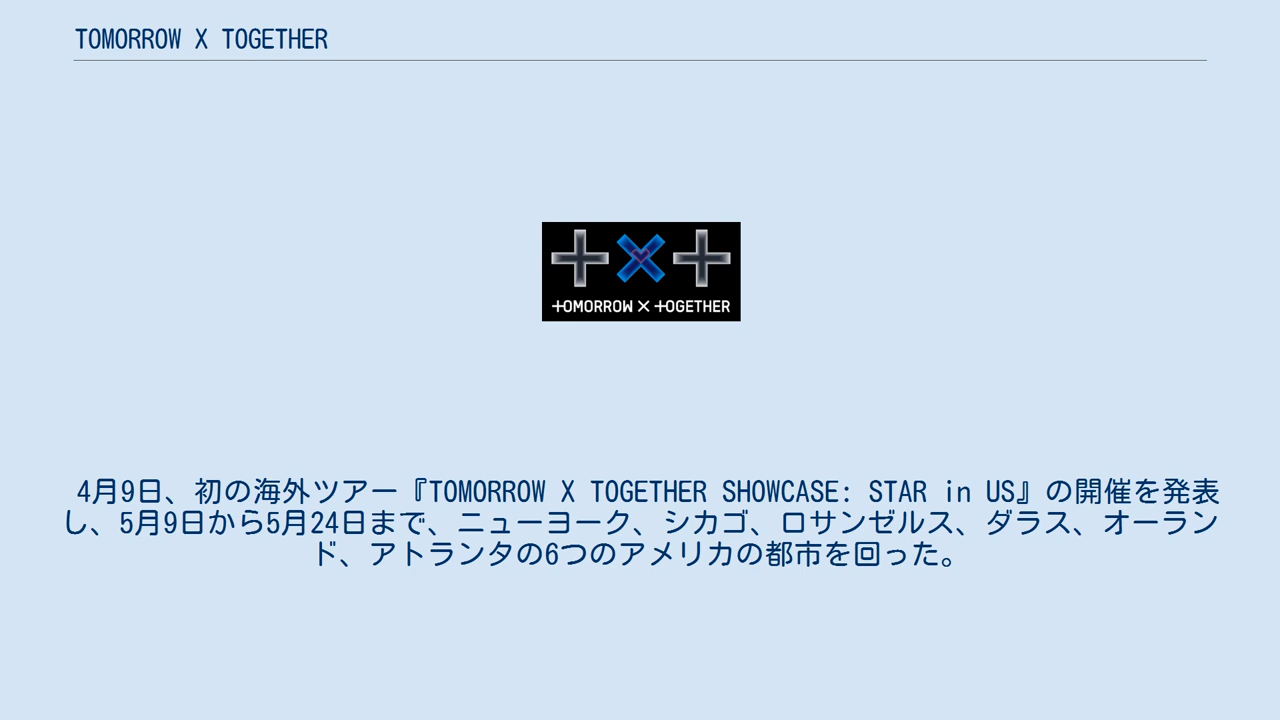 TOMORROW X TOGETHER
TOMORROW X TOGETHER
4月9日、初の海外ツアー『TOMORROW X TOGETHER SHOWCASE: STAR in US』の開催を発表
し、5月9日から5月24日まで、ニューヨーク、シカゴ、ロサンゼルス、ダラス、オーラン
ド、アトランタの6つのアメリカの都市を回った。